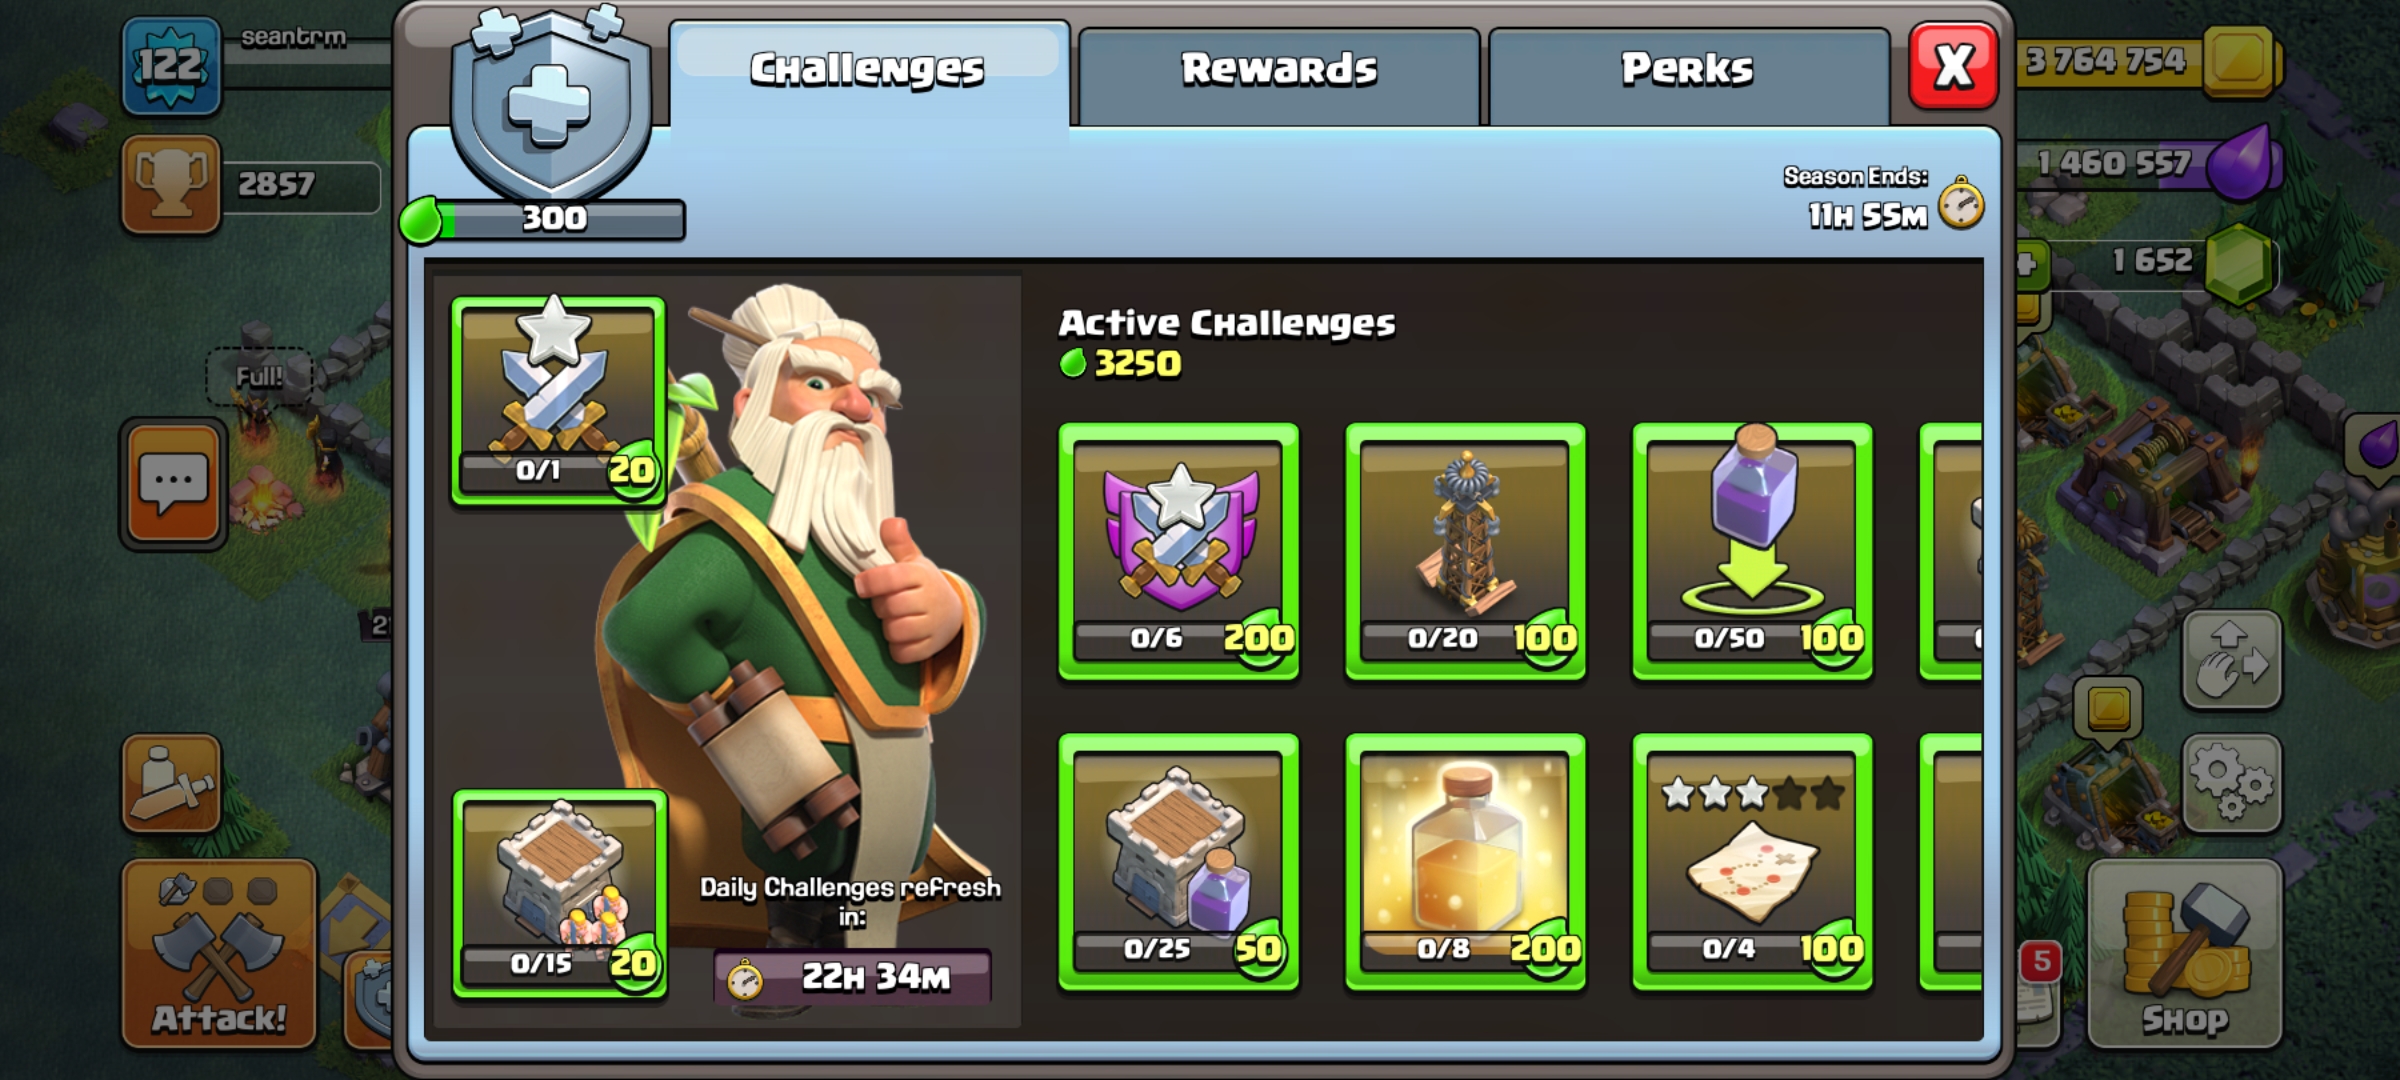 122
seantrm
Challenges
Rewards
Perks
X
3 764 754
2857
Season Ends:
11H 55M
1 460 557
300
1 652
Active Challenges
3250
Full!
0/1
20
0/6
200
0/20
100
0/50
100
Daily Challenges refresh
in:
22H 34M
0/15
20
0/25
50
0/8
200
0/4
100
5
Attack!
Shop